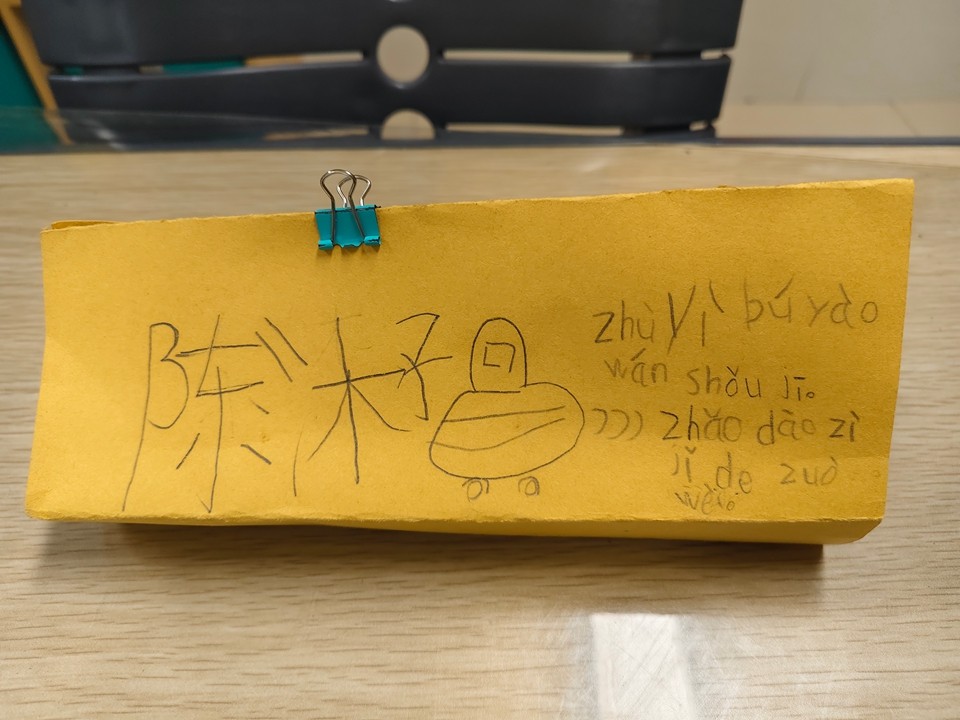 陈沐子
zhù yì bú yào
wán shǒu jī。
zhǎo dào zì
jǐ de zuò
wèi。